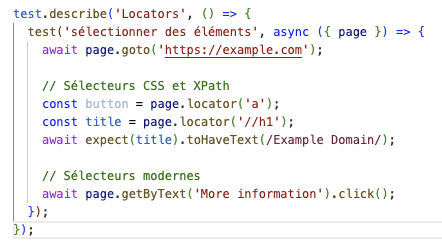 test.describe('Locators', () => {
  test('sélectionner des éléments', async ({ page }) => {
    await page.goto('https://example.com');

    // Sélecteurs CSS et XPath
    const button = page.locator('a');
    const title = page.locator('//h1');
    await expect(title).toHaveText(/Example Domain/);

    // Sélecteurs modernes
    await page.getByText('More information').click();
  });
});